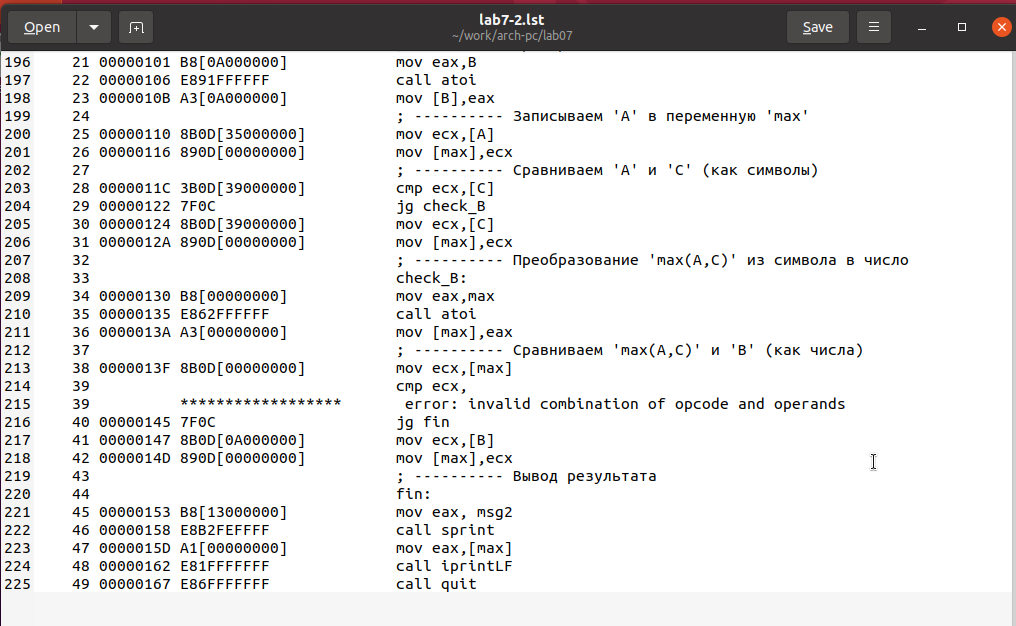 Open
lab7-2.lst
~/work/arch-pc/lab07
Save
196 21 00000101 B8[0A000000] mov eax,B
197 22 00000106 E891FFFFFF call atoi
198 23 0000010B A3[0A000000] mov [B],eax
199 24 ; ---------- Записываем 'A' в переменную 'max'
200 25 00000110 8B0D[35000000] mov ecx,[A]
201 26 00000116 890D[00000000] mov [max],ecx
202 27 ; ---------- Сравниваем 'A' и 'С' (как символы)
203 28 0000011C 3B0D[39000000] cmp ecx,[C]
204 29 00000122 7F0C jg check_B
205 30 00000124 8B0D[39000000] mov ecx,[C]
206 31 0000012A 890D[00000000] mov [max],ecx
207 32 ; ---------- Преобразование 'max(A,C)' из символа в число
208 33 check_B:
209 34 00000130 B8[00000000] mov eax,max
210 35 00000135 E862FFFFFF call atoi
211 36 0000013A A3[00000000] mov [max],eax
212 37 ; ---------- Сравниваем 'max(A,C)' и 'B' (как числа)
213 38 0000013F 8B0D[00000000] mov ecx,[max]
214 39 cmp ecx,
215 39 ****************** error: invalid combination of opcode and operands
216 40 00000145 7F0C jg fin
217 41 00000147 8B0D[0A000000] mov ecx,[B]
218 42 0000014D 890D[00000000] mov [max],ecx
219 43 ; ---------- Вывод результата
220 44 fin:
221 45 00000153 B8[13000000] mov eax, msg2
222 46 00000158 E8B2FEFFFF call sprint
223 47 0000015D A1[00000000] mov eax,[max]
224 48 00000162 E81FFFFFFF call iprintLF
225 49 00000167 E86FFFFFFF call quit